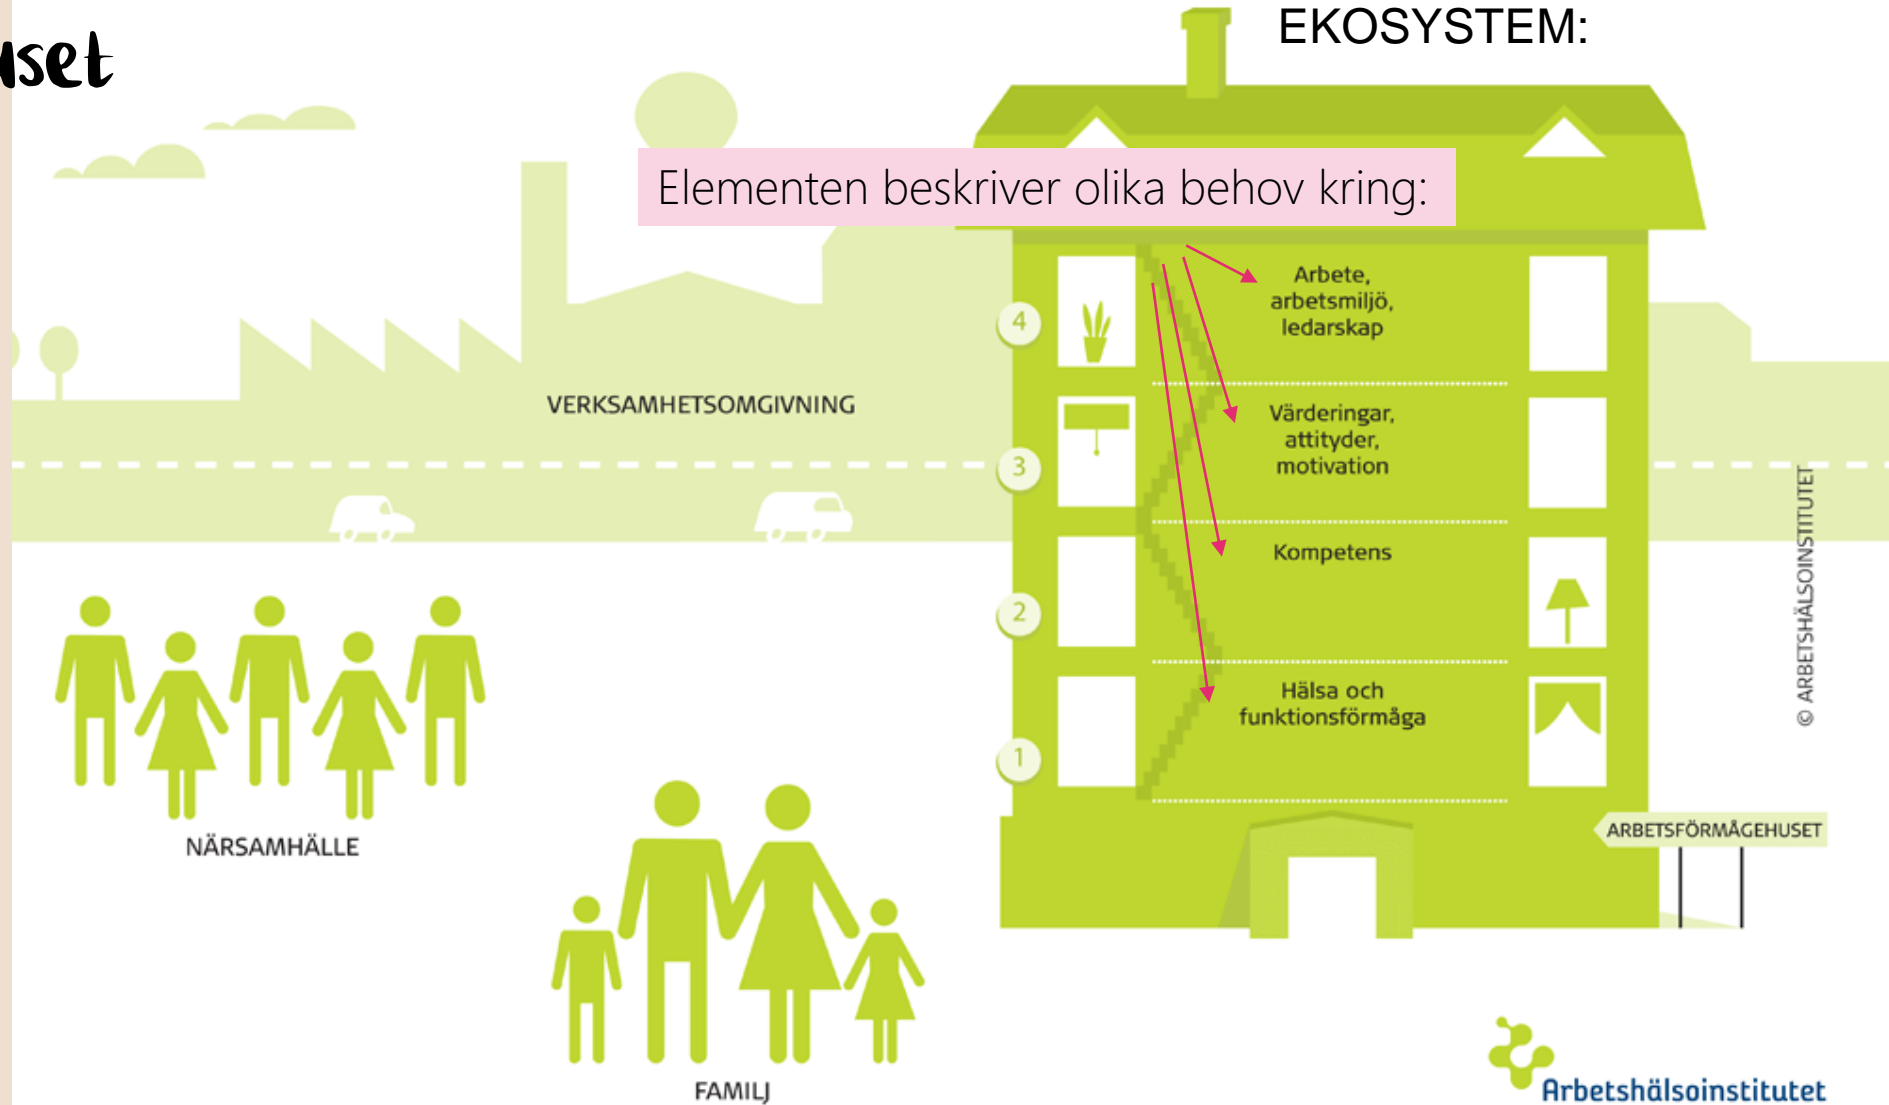 EKOSYSTEM:
Elementen beskriver olika behov kring:
4
Arbete,
arbetsmiljö,
ledarskap
VERKSAMHETSOMGIVNING
3
Värderingar,
attityder,
motivation
2
Kompetens
1
Hälsa och
funktionsförmåga
© ARBETSHÄLSOINSTITUTET
NÄRSAMHÄLLE
ARBETSFÖRMÅGEHUSET
FAMILJ
Arbetshälsoinstitutet